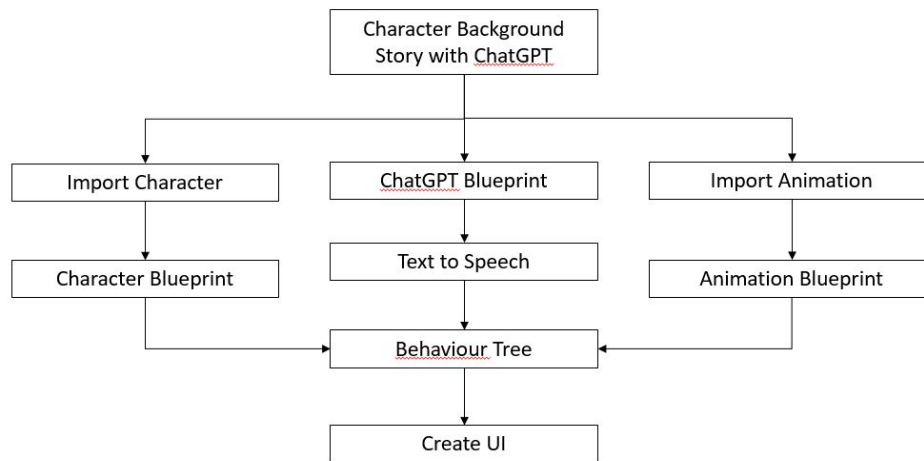 Character Background
Story with ChatGPT
Import Character
ChatGPT Blueprint
Import Animation
Text to Speech
Character Blueprint
Animation Blueprint
Behaviour Tree
Create UI